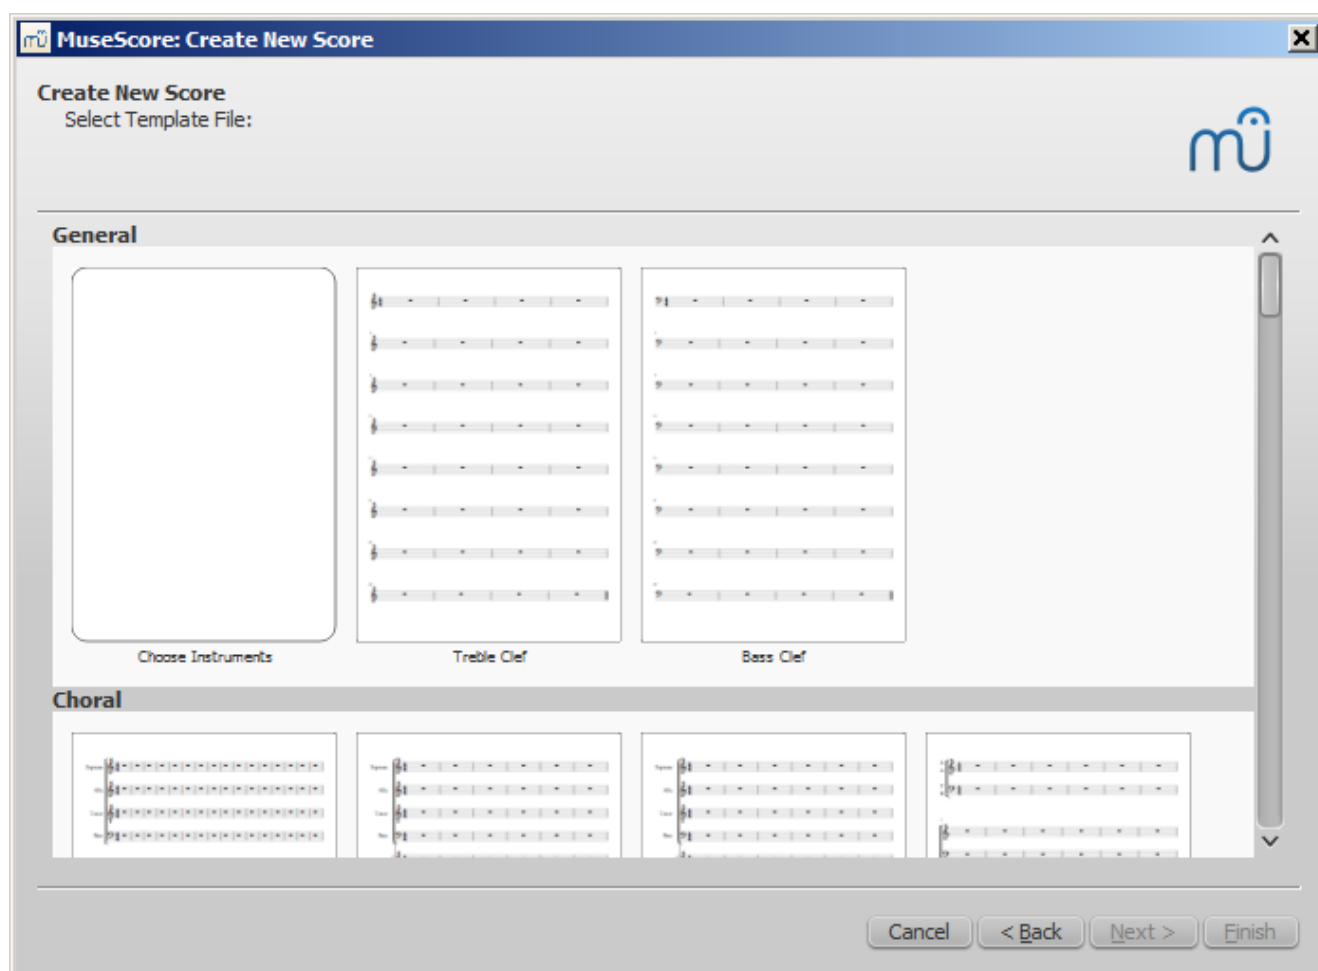 MuseScore: Create New Score
Create New Score
Select Template File:
General
Choose Instruments
Treble Clef
Bass Clef
Choral
Cancel
< Back
Next >
Finish